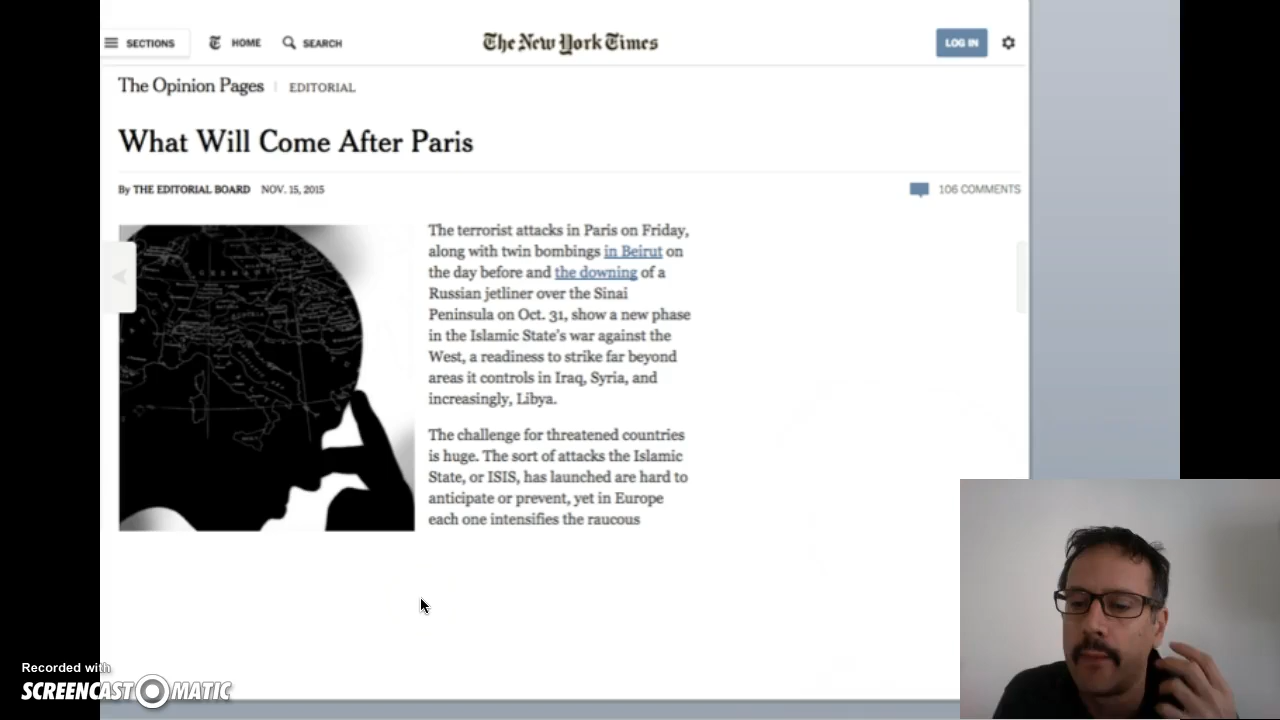 SECTIONS HOME SEARCH The New York Times LOG IN
The Opinion Pages | EDITORIAL
What Will Come After Paris
By THE EDITORIAL BOARD NOV. 15, 2015 106 COMMENTS
The terrorist attacks in Paris on Friday,
along with twin bombings in Beirut on
the day before and the downing of a
Russian jetliner over the Sinai
Peninsula on Oct. 31, show a new phase
in the Islamic State's war against the
West, a readiness to strike far beyond
areas it controls in Iraq, Syria, and
increasingly, Libya.
The challenge for threatened countries
is huge. The sort of attacks the Islamic
State, or ISIS, has launched are hard to
anticipate or prevent, yet in Europe
each one intensifies the raucous
Recorded with
SCREENCAST-O-MATIC